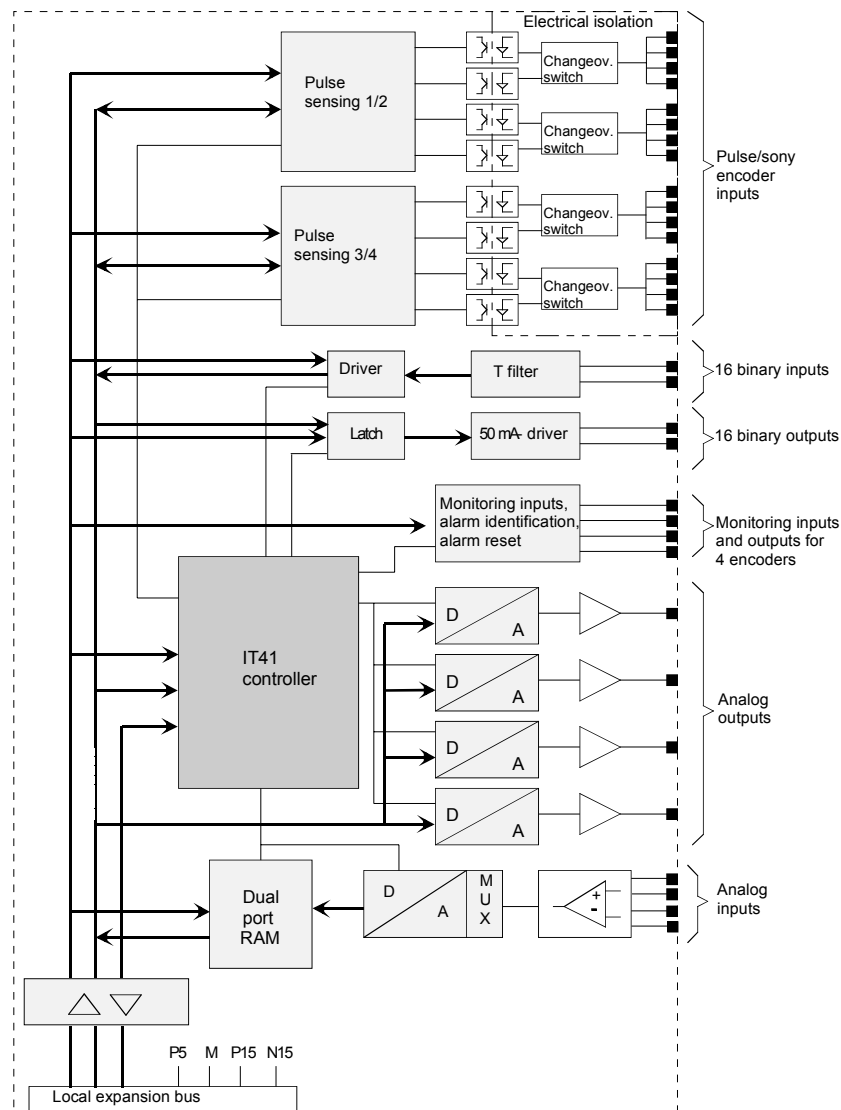 Electrical isolation
Pulse
sensing 1/2
Changeov.
switch
Changeov.
switch
Pulse/sony
encoder
inputs
Pulse
sensing 3/4
Changeov.
switch
Changeov.
switch
Driver
T filter
16 binary inputs
Latch
50 mA- driver
16 binary outputs
Monitoring inputs,
alarm identification,
alarm reset
Monitoring inputs
and outputs for
4 encoders
IT41
controller
D
A
D
A
D
A
D
A
Analog
outputs
Dual
port
RAM
D
A
M
U
X
+
-
Analog
inputs
P5 M P15 N15
Local expansion bus